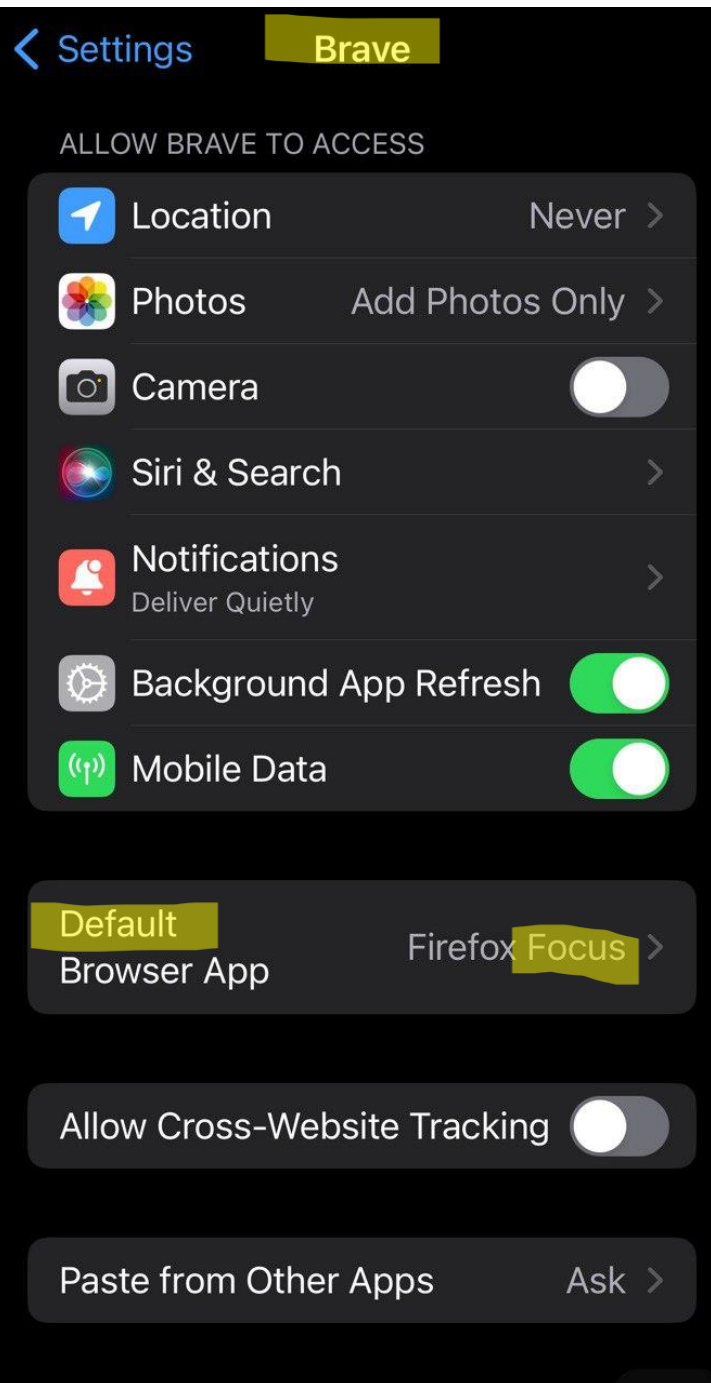 Settings Brave
ALLOW BRAVE TO ACCESS
Location Never
Photos Add Photos Only
Camera
Siri & Search
Notifications
Deliver Quietly
Background App Refresh
Mobile Data
Default
Browser App Firefox Focus
Allow Cross-Website Tracking
Paste from Other Apps Ask